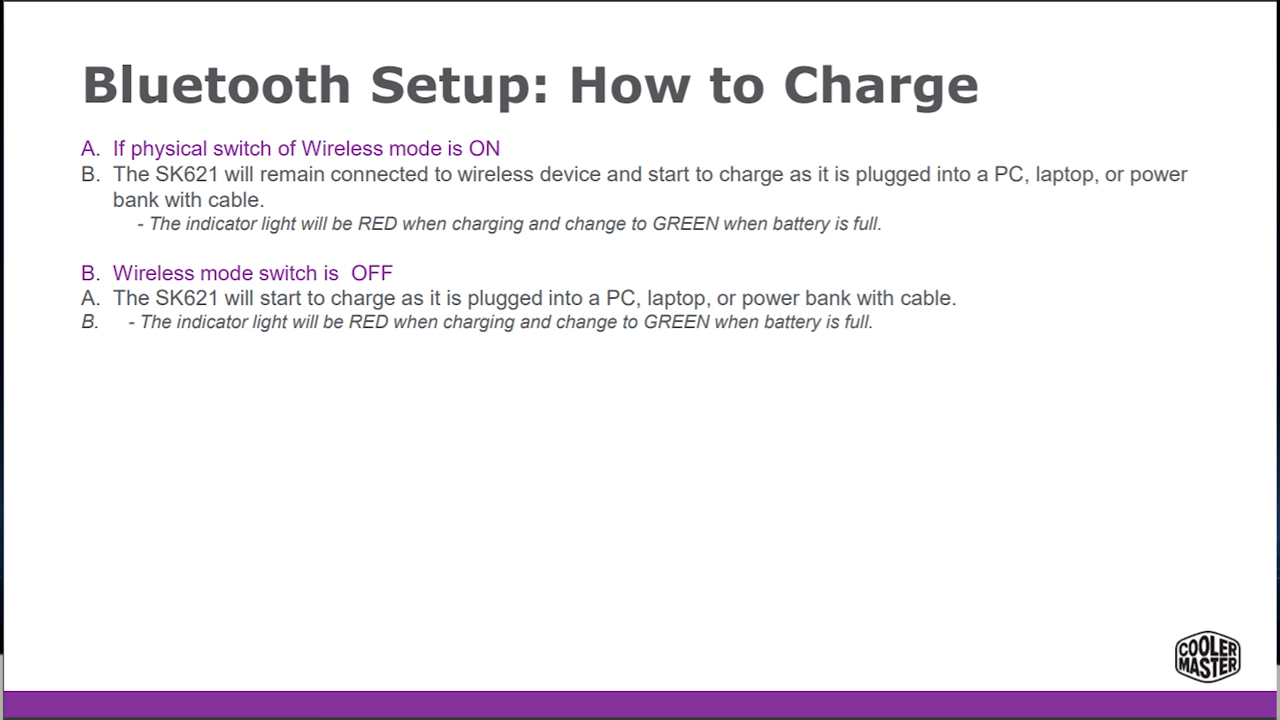 Bluetooth Setup: How to Charge
A. If physical switch of Wireless mode is ON
B. The SK621 will remain connected to wireless device and start to charge as it is plugged into a PC, laptop, or power
bank with cable.
- The indicator light will be RED when charging and change to GREEN when battery is full.
B. Wireless mode switch is  OFF
A. The SK621 will start to charge as it is plugged into a PC, laptop, or power bank with cable.
B. - The indicator light will be RED when charging and change to GREEN when battery is full.
COOLER
MASTER